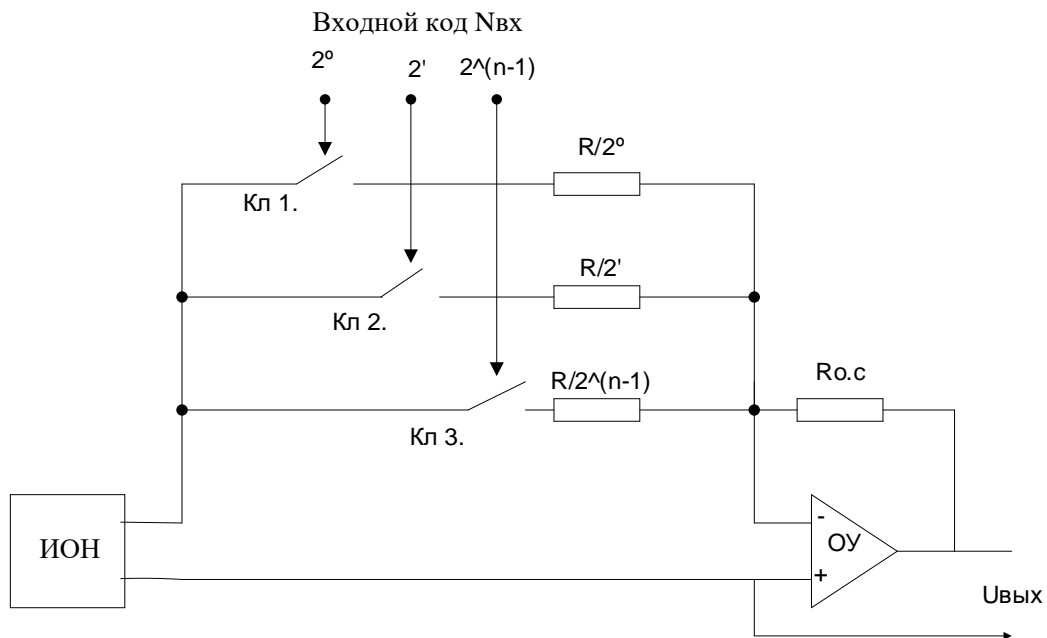 Входной код Nвх
2º 2' 2^(n-1)
R/2º
Кл 1.
R/2'
Кл 2.
R/2^(n-1)
Rо.с
Кл 3.
ИОН
-
ОУ
+
Uвых